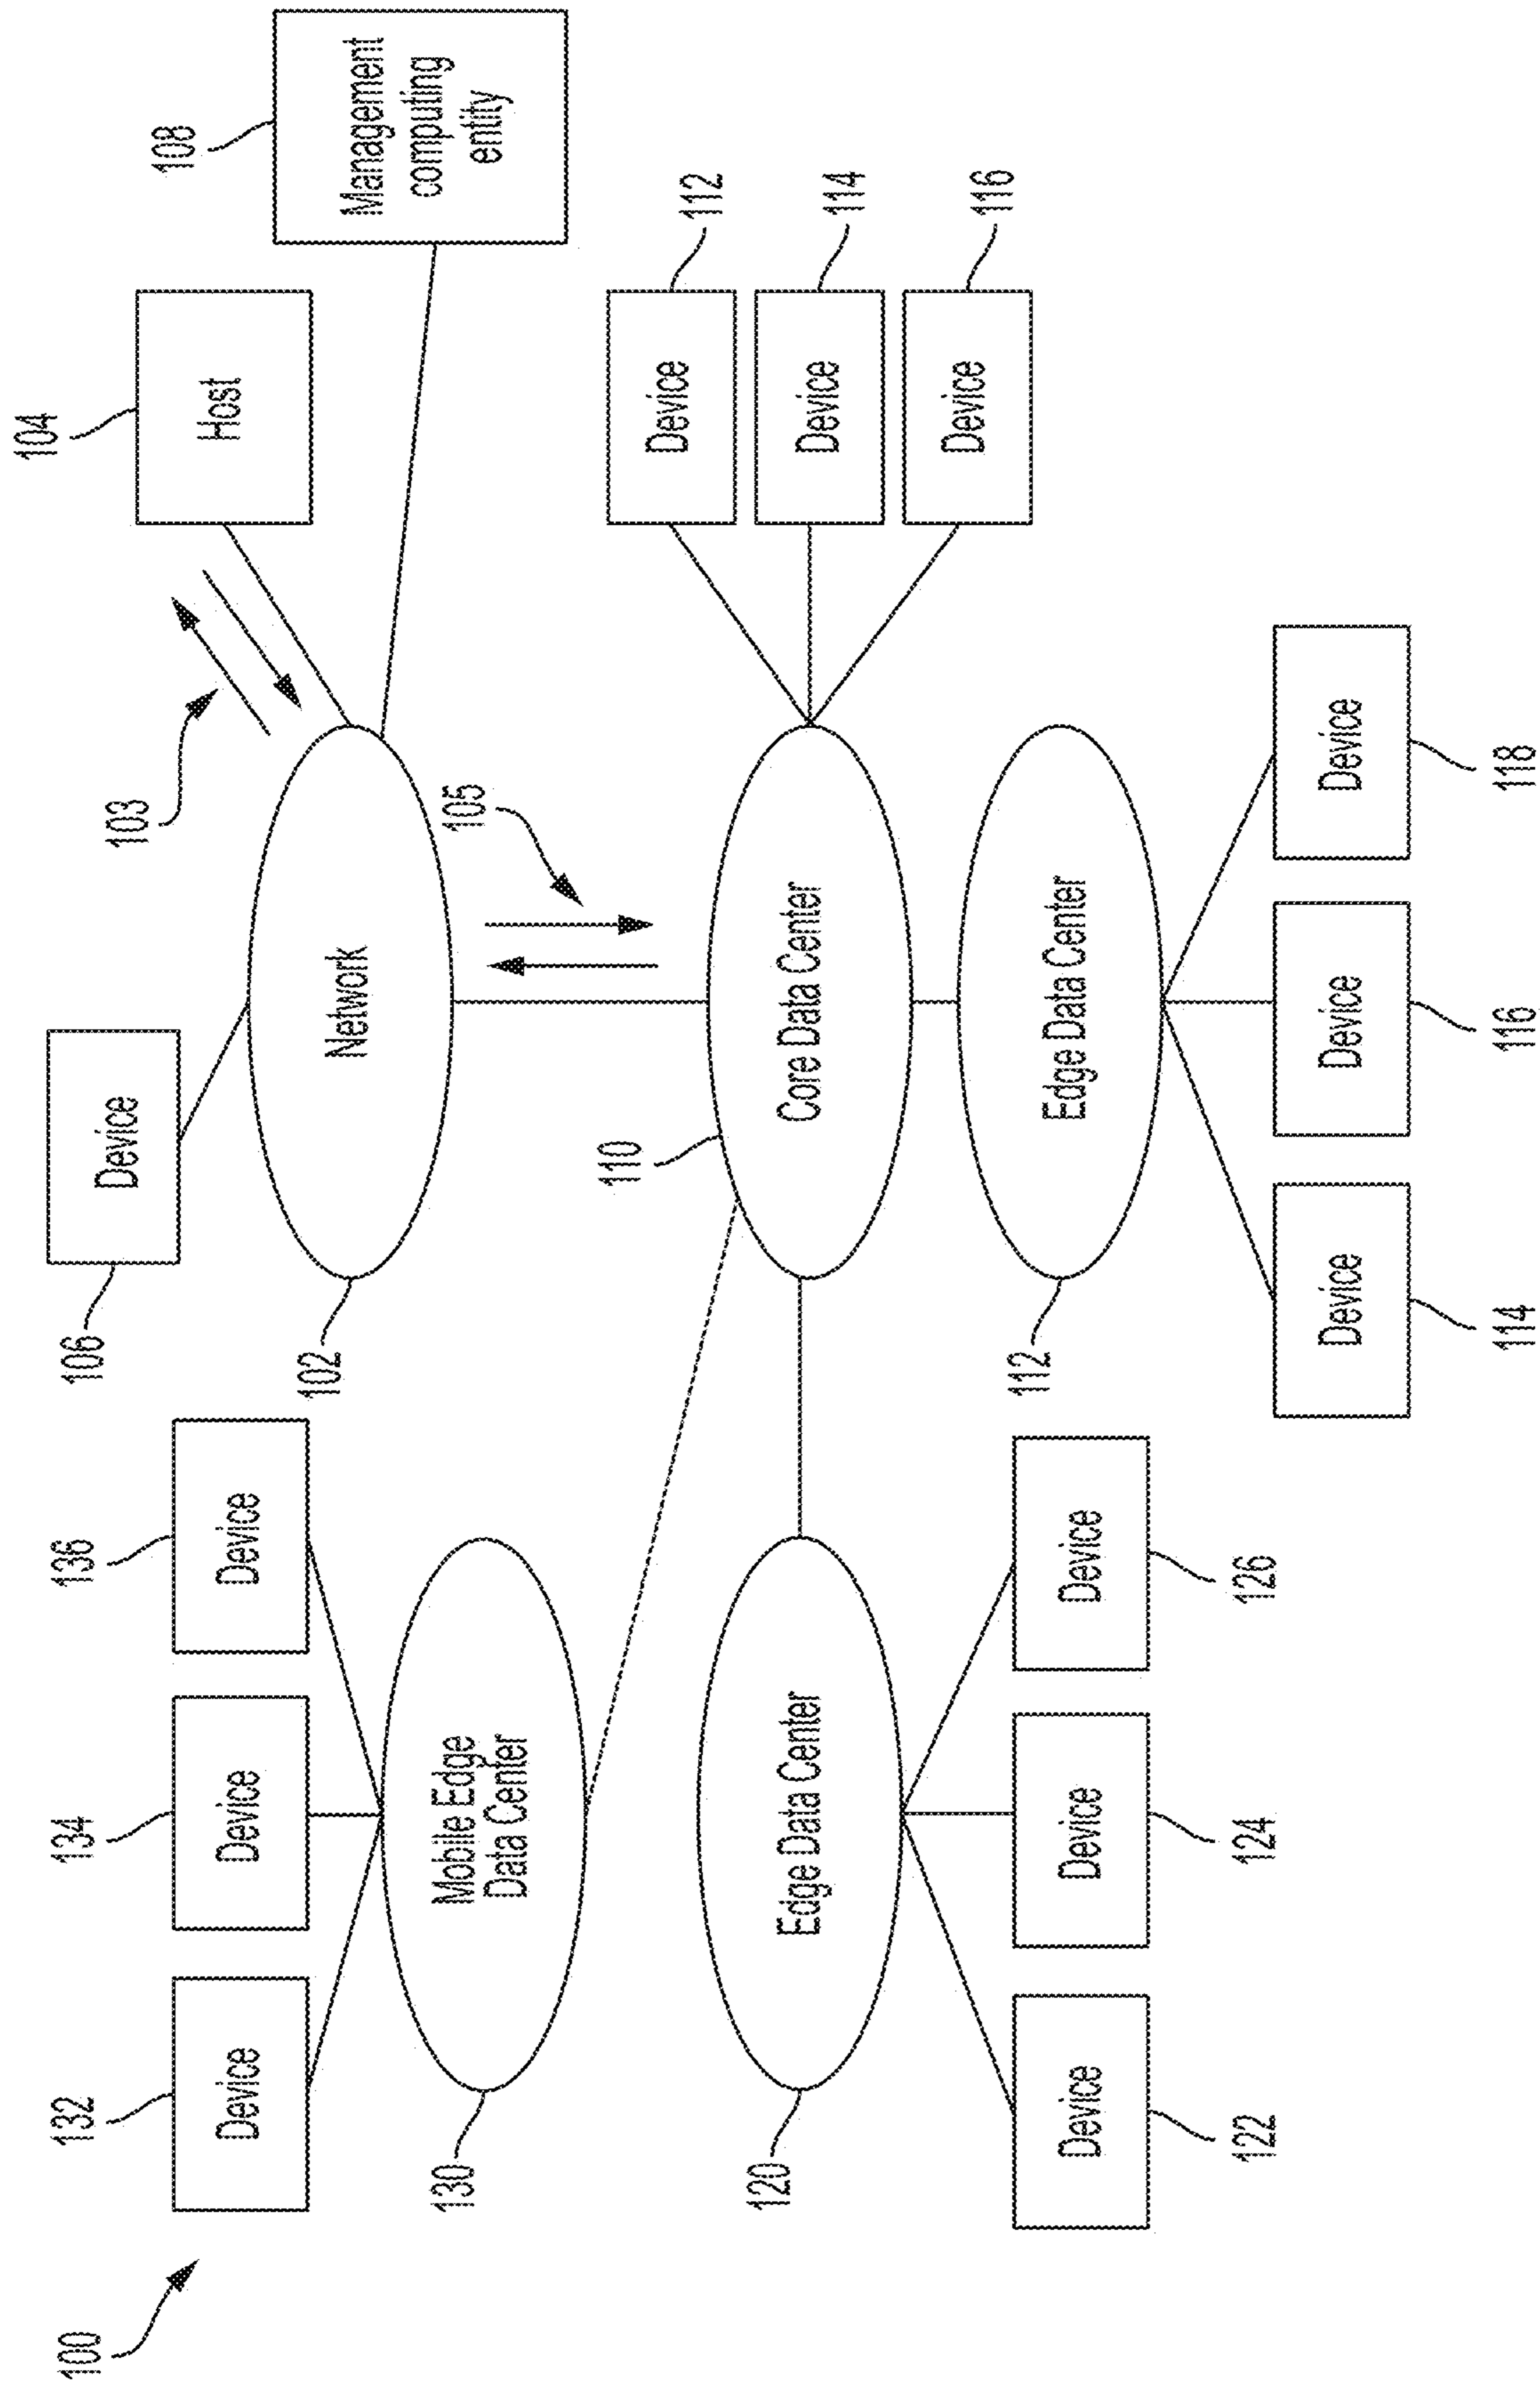 100
132
134
136
106
104
Device
103
108
Device
Device
Device
Host
102
Network
Management
computing
entity
130
Mobile Edge
Data Center
105
110
112
Device
120
Edge Data Center
Core Data Center
Device
114
Device
116
112
Edge Data Center
Device
Device
Device
122
124
126
Device
Device
Device
114
116
118